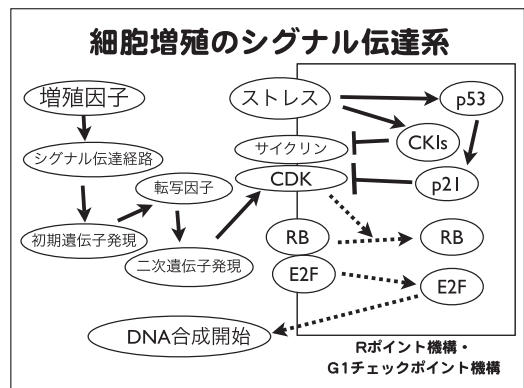 細胞増殖のシグナル伝達系
増殖因子
シグナル伝達経路
初期遺伝子発現
転写因子
二次遺伝子発現
ストレス
p53
サイクリン
CKIs
CDK
p21
RB
RB
E2F
E2F
DNA合成開始
Rポイント機構・
G1チェックポイント機構